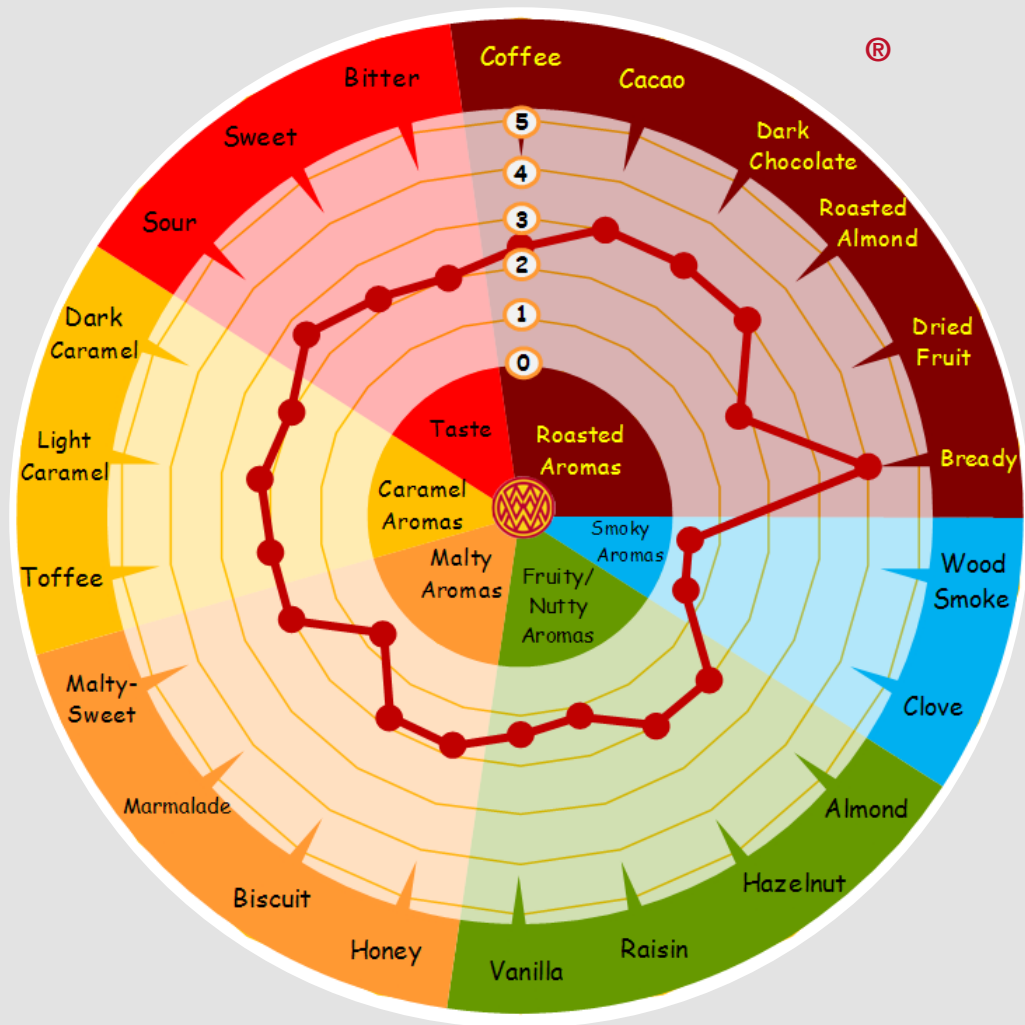 ®
Coffee
Cacao
Dark
Chocolate
Roasted
Almond
Dried
Fruit
Bready
Wood
Smoke
Clove
Almond
Hazelnut
Raisin
Vanilla
Honey
Biscuit
Marmalade
Malty-
Sweet
Toffee
Light
Caramel
Dark
Caramel
Sour
Sweet
Bitter
5
4
3
2
1
0
Taste
Roasted
Aromas
Caramel
Aromas
Smoky
Aromas
Malty
Aromas
Fruity/
Nutty
Aromas